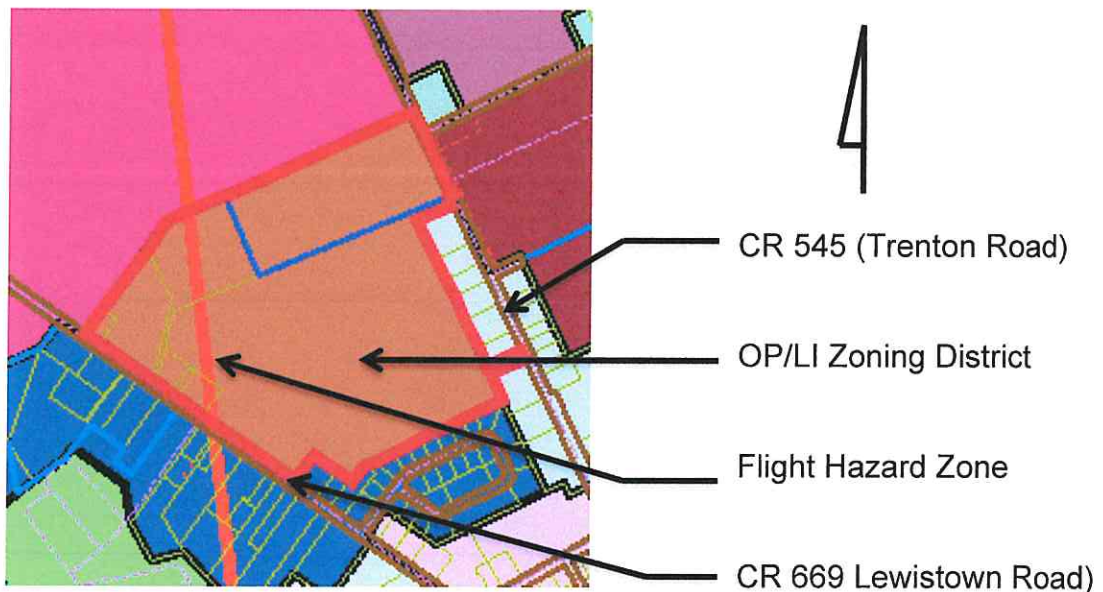 CR 545 (Trenton Road)
OP/LI Zoning District
Flight Hazard Zone
CR 669 Lewistown Road)